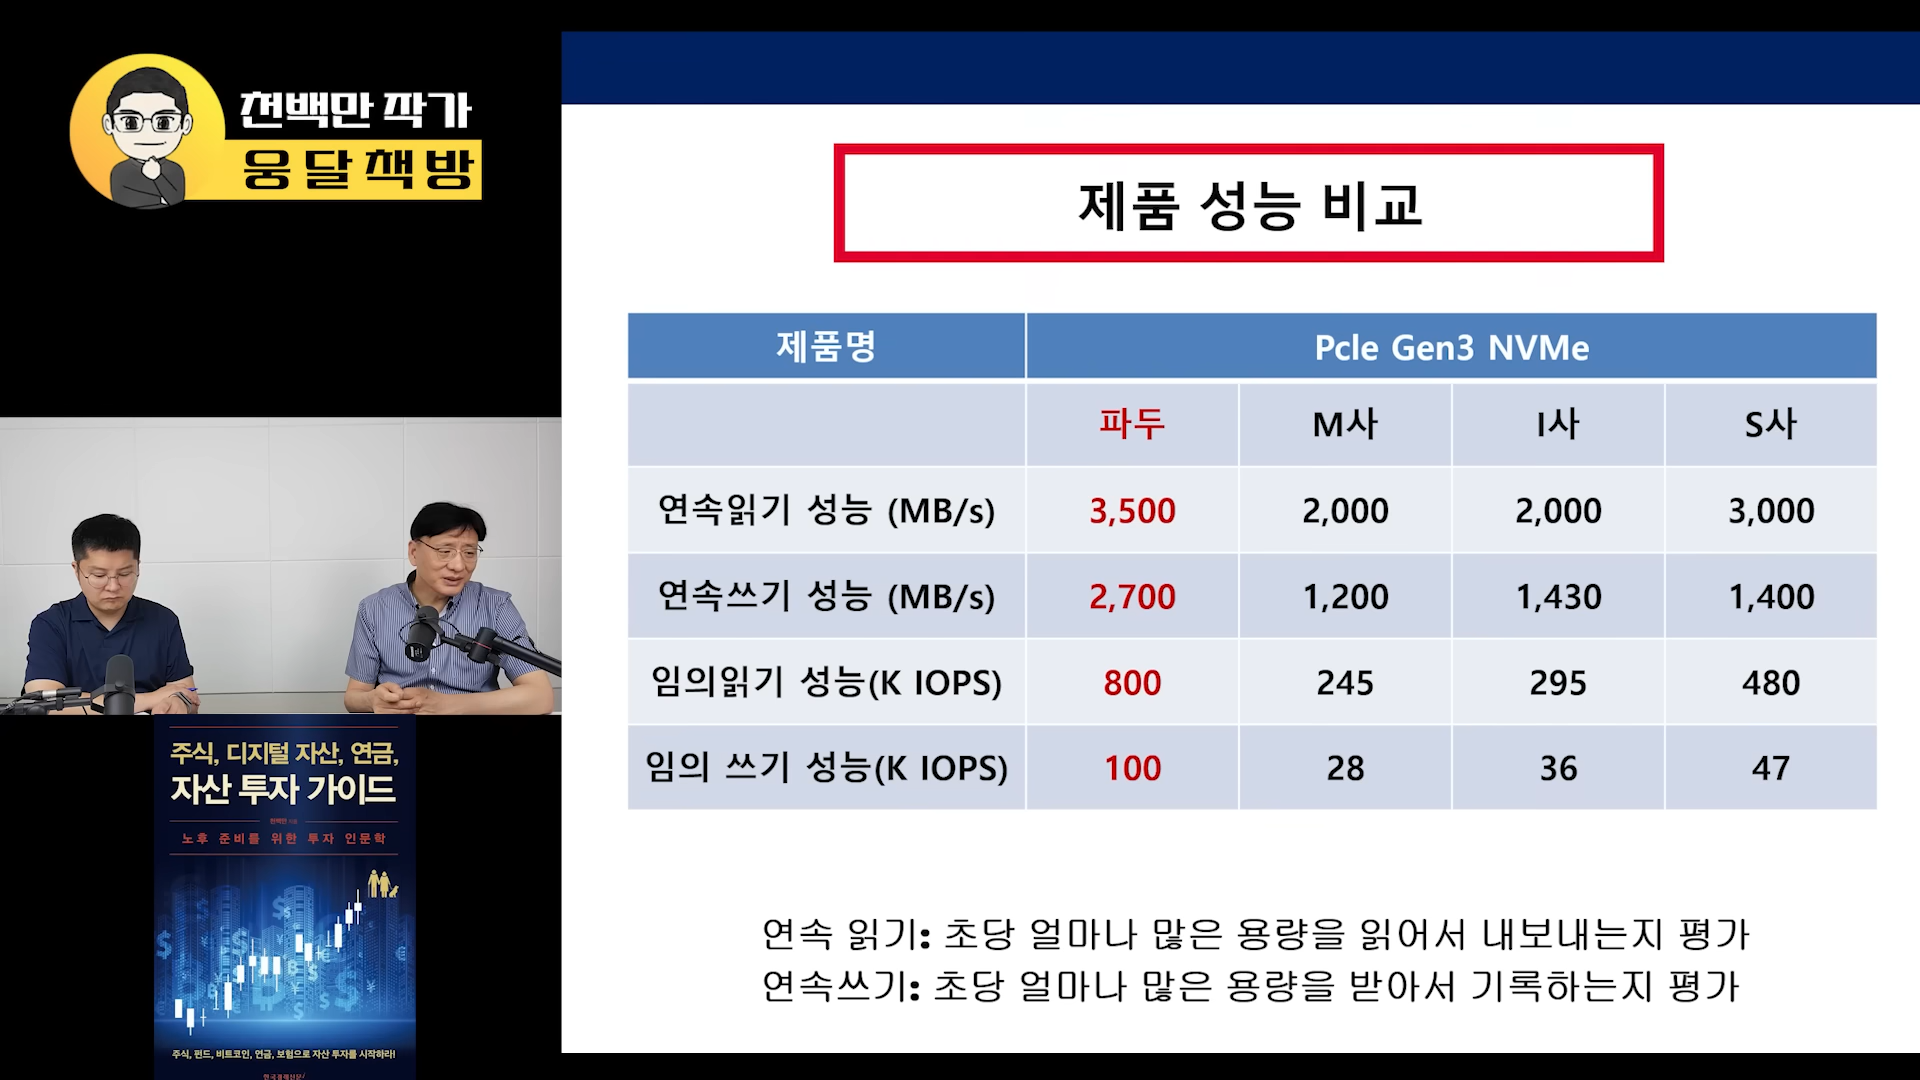 천백만 작가
웅달책방
제품 성능 비교
제품명 PcIe Gen3 NVMe
파두 M사 I사 S사
연속읽기 성능 (MB/s) 3,500 2,000 2,000 3,000
연속쓰기 성능 (MB/s) 2,700 1,200 1,430 1,400
임의읽기 성능(K IOPS) 800 245 295 480
임의 쓰기 성능(K IOPS) 100 28 36 47
연속 읽기: 초당 얼마나 많은 용량을 읽어서 내보내는지 평가
연속쓰기: 초당 얼마나 많은 용량을 받아서 기록하는지 평가
주식, 디지털 자산, 연금,
자산 투자 가이드
노후 준비를 위한 투자 인문학
주식, 펀드, 비트코인, 연금, 보험으로 자산 투자를 시작하라!